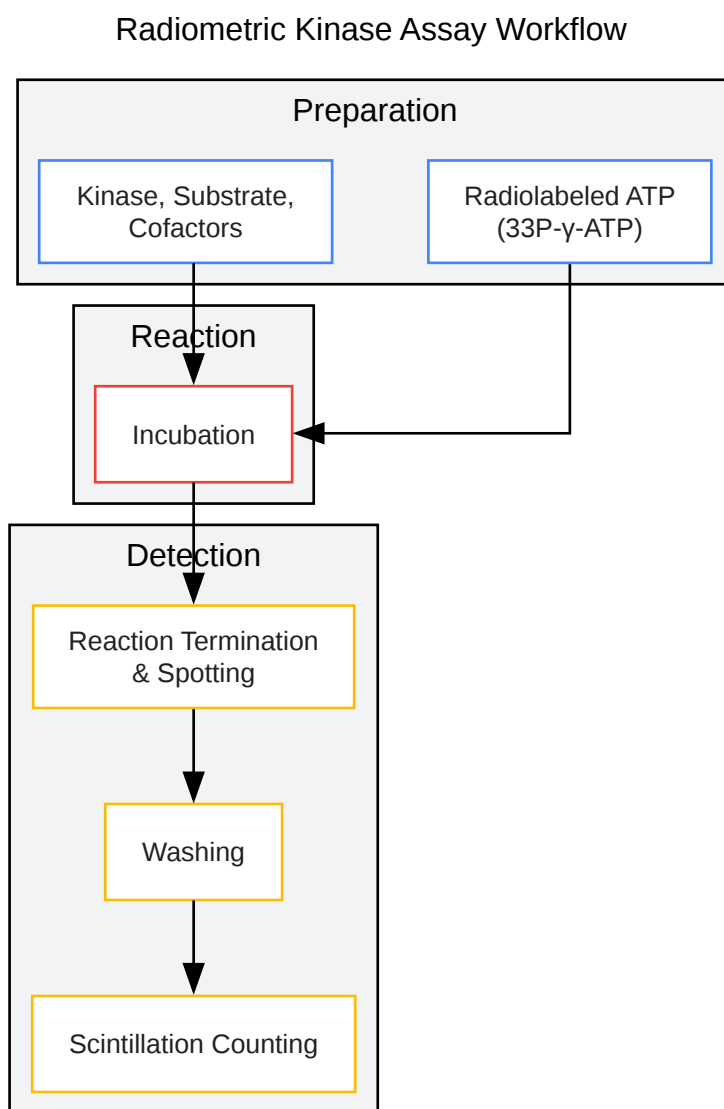 Radiometric Kinase Assay Workflow
Preparation
Kinase, Substrate,
Cofactors
Radiolabeled ATP
(33P-γ-ATP)
Reaction
Incubation
Detection
Reaction Termination
& Spotting
Washing
Scintillation Counting